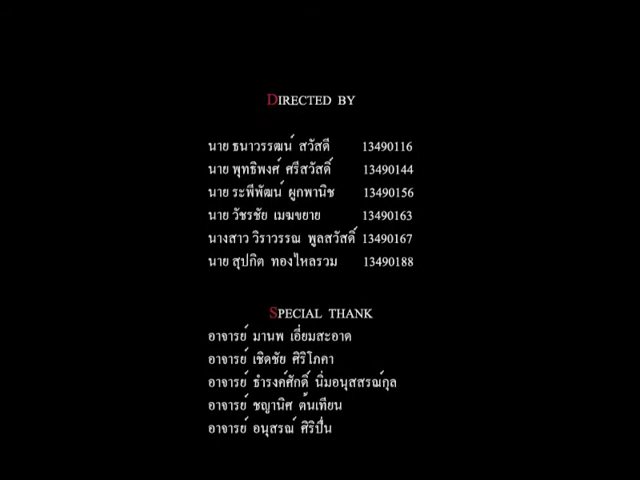 DIRECTED BY
นาย ธนาวรรฒน์ สวัสดี 13490116
นาย พุทธิพงศ์ ศรีสวัสดิ์ 13490144
นาย ระพีพัฒน์ ผูกพานิช 13490156
นาย วัชรชัย เมฆขยาย 13490163
นางสาว วิราวรรณ พูลสวัสดิ์ 13490167
นาย สุปกิต ทองไหลรวม 13490188
SPECIAL THANK
อาจารย์ มานพ เอี่ยมสะอาด
อาจารย์ เชิดชัย ศิริโภคา
อาจารย์ ธำรงค์ศักดิ์ นิ่มอนุสสรณ์กุล
อาจารย์ ชญานิศ ต้นเทียน
อาจารย์ อนุสรณ์ ศิริปิ่น